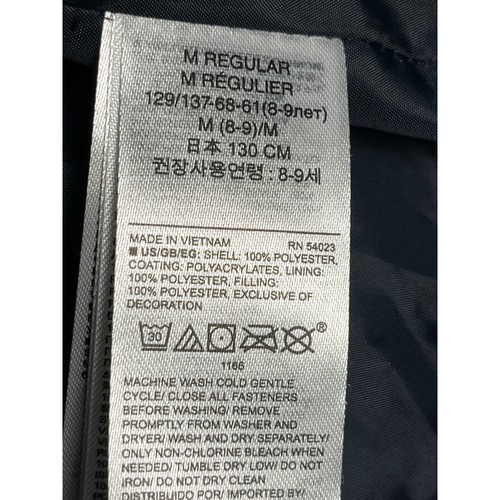 M REGULAR
M RÉGULIER
129/137-68-61(8-9лет)
M (8-9)/M
日本 130 CM
권장사용연령 : 8-9세
MADE IN VIETNAM RN 54023
■ US/GB/EG: SHELL: 100% POLYESTER,
COATING: POLYACRYLATES, LINING:
100% POLYESTER, FILLING:
100% POLYESTER, EXCLUSIVE OF
DECORATION
30 ®
1166
MACHINE WASH COLD GENTLE
CYCLE/ CLOSE ALL FASTENERS
BEFORE WASHING/ REMOVE
PROMPTLY FROM WASHER AND
DRYER/ WASH AND DRY SEPARATELY/
ONLY NON-CHLORINE BLEACH WHEN
NEEDED/ TUMBLE DRY LOW/ DO NOT
IRON/ DO NOT DRY CLEAN
DISTRIBUTED FOR/ DISTRIBUIDO POR/